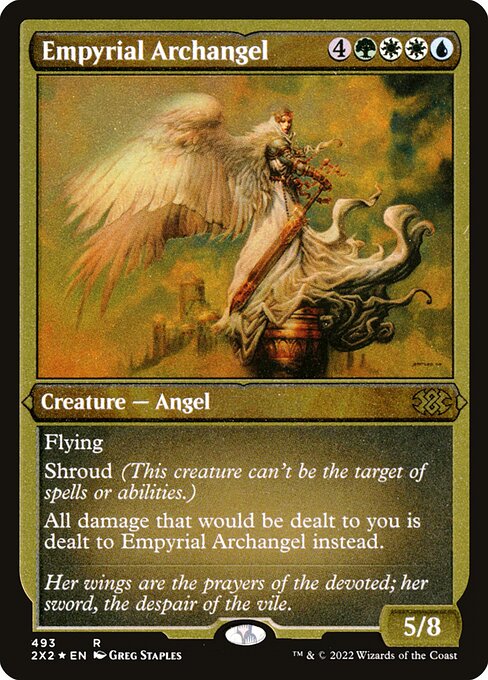 Empyrial Archangel 4
Creature — Angel
Flying
Shroud (This creature can't be the target of
spells or abilities.)
All damage that would be dealt to you is
dealt to Empyrial Archangel instead.
Her wings are the prayers of the devoted; her
sword, the despair of the vile.
5/8
493 R
2X2 ★ EN Greg Staples
™ & © 2022 Wizards of the Coast